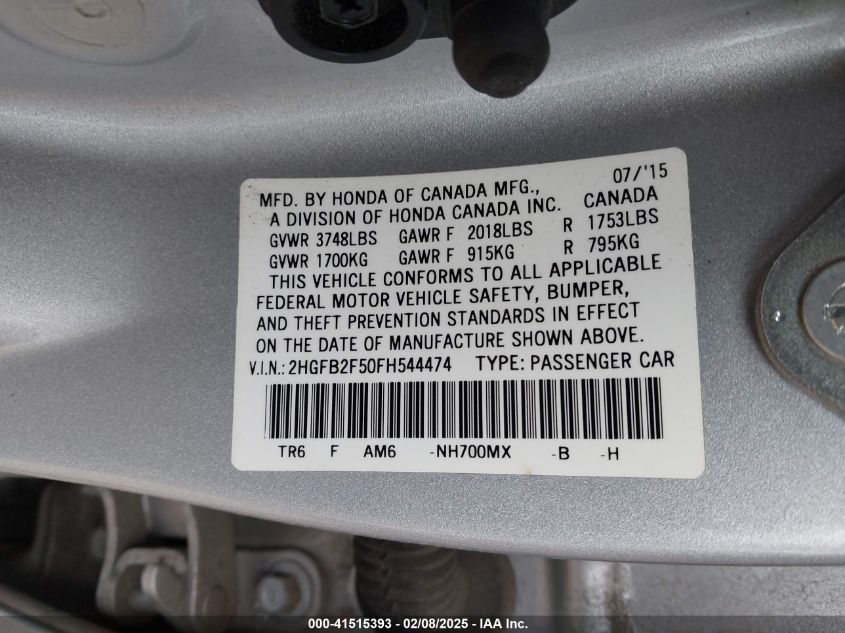 07/'15
MFD. BY HONDA OF CANADA MFG.,
A DIVISION OF HONDA CANADA INC. CANADA
GVWR 3748LBS GAWR F 2018LBS R 1753LBS
GVWR 1700KG GAWR F 915KG R 795KG
THIS VEHICLE CONFORMS TO ALL APPLICABLE
FEDERAL MOTOR VEHICLE SAFETY, BUMPER,
AND THEFT PREVENTION STANDARDS IN EFFECT
ON THE DATE OF MANUFACTURE SHOWN ABOVE.
V.I.N.: 2HGFB2F50FH544474 TYPE: PASSENGER CAR
TR6 F AM6 -NH700MX -B -H
000-41515393 - 02/08/2025 - IAA Inc.